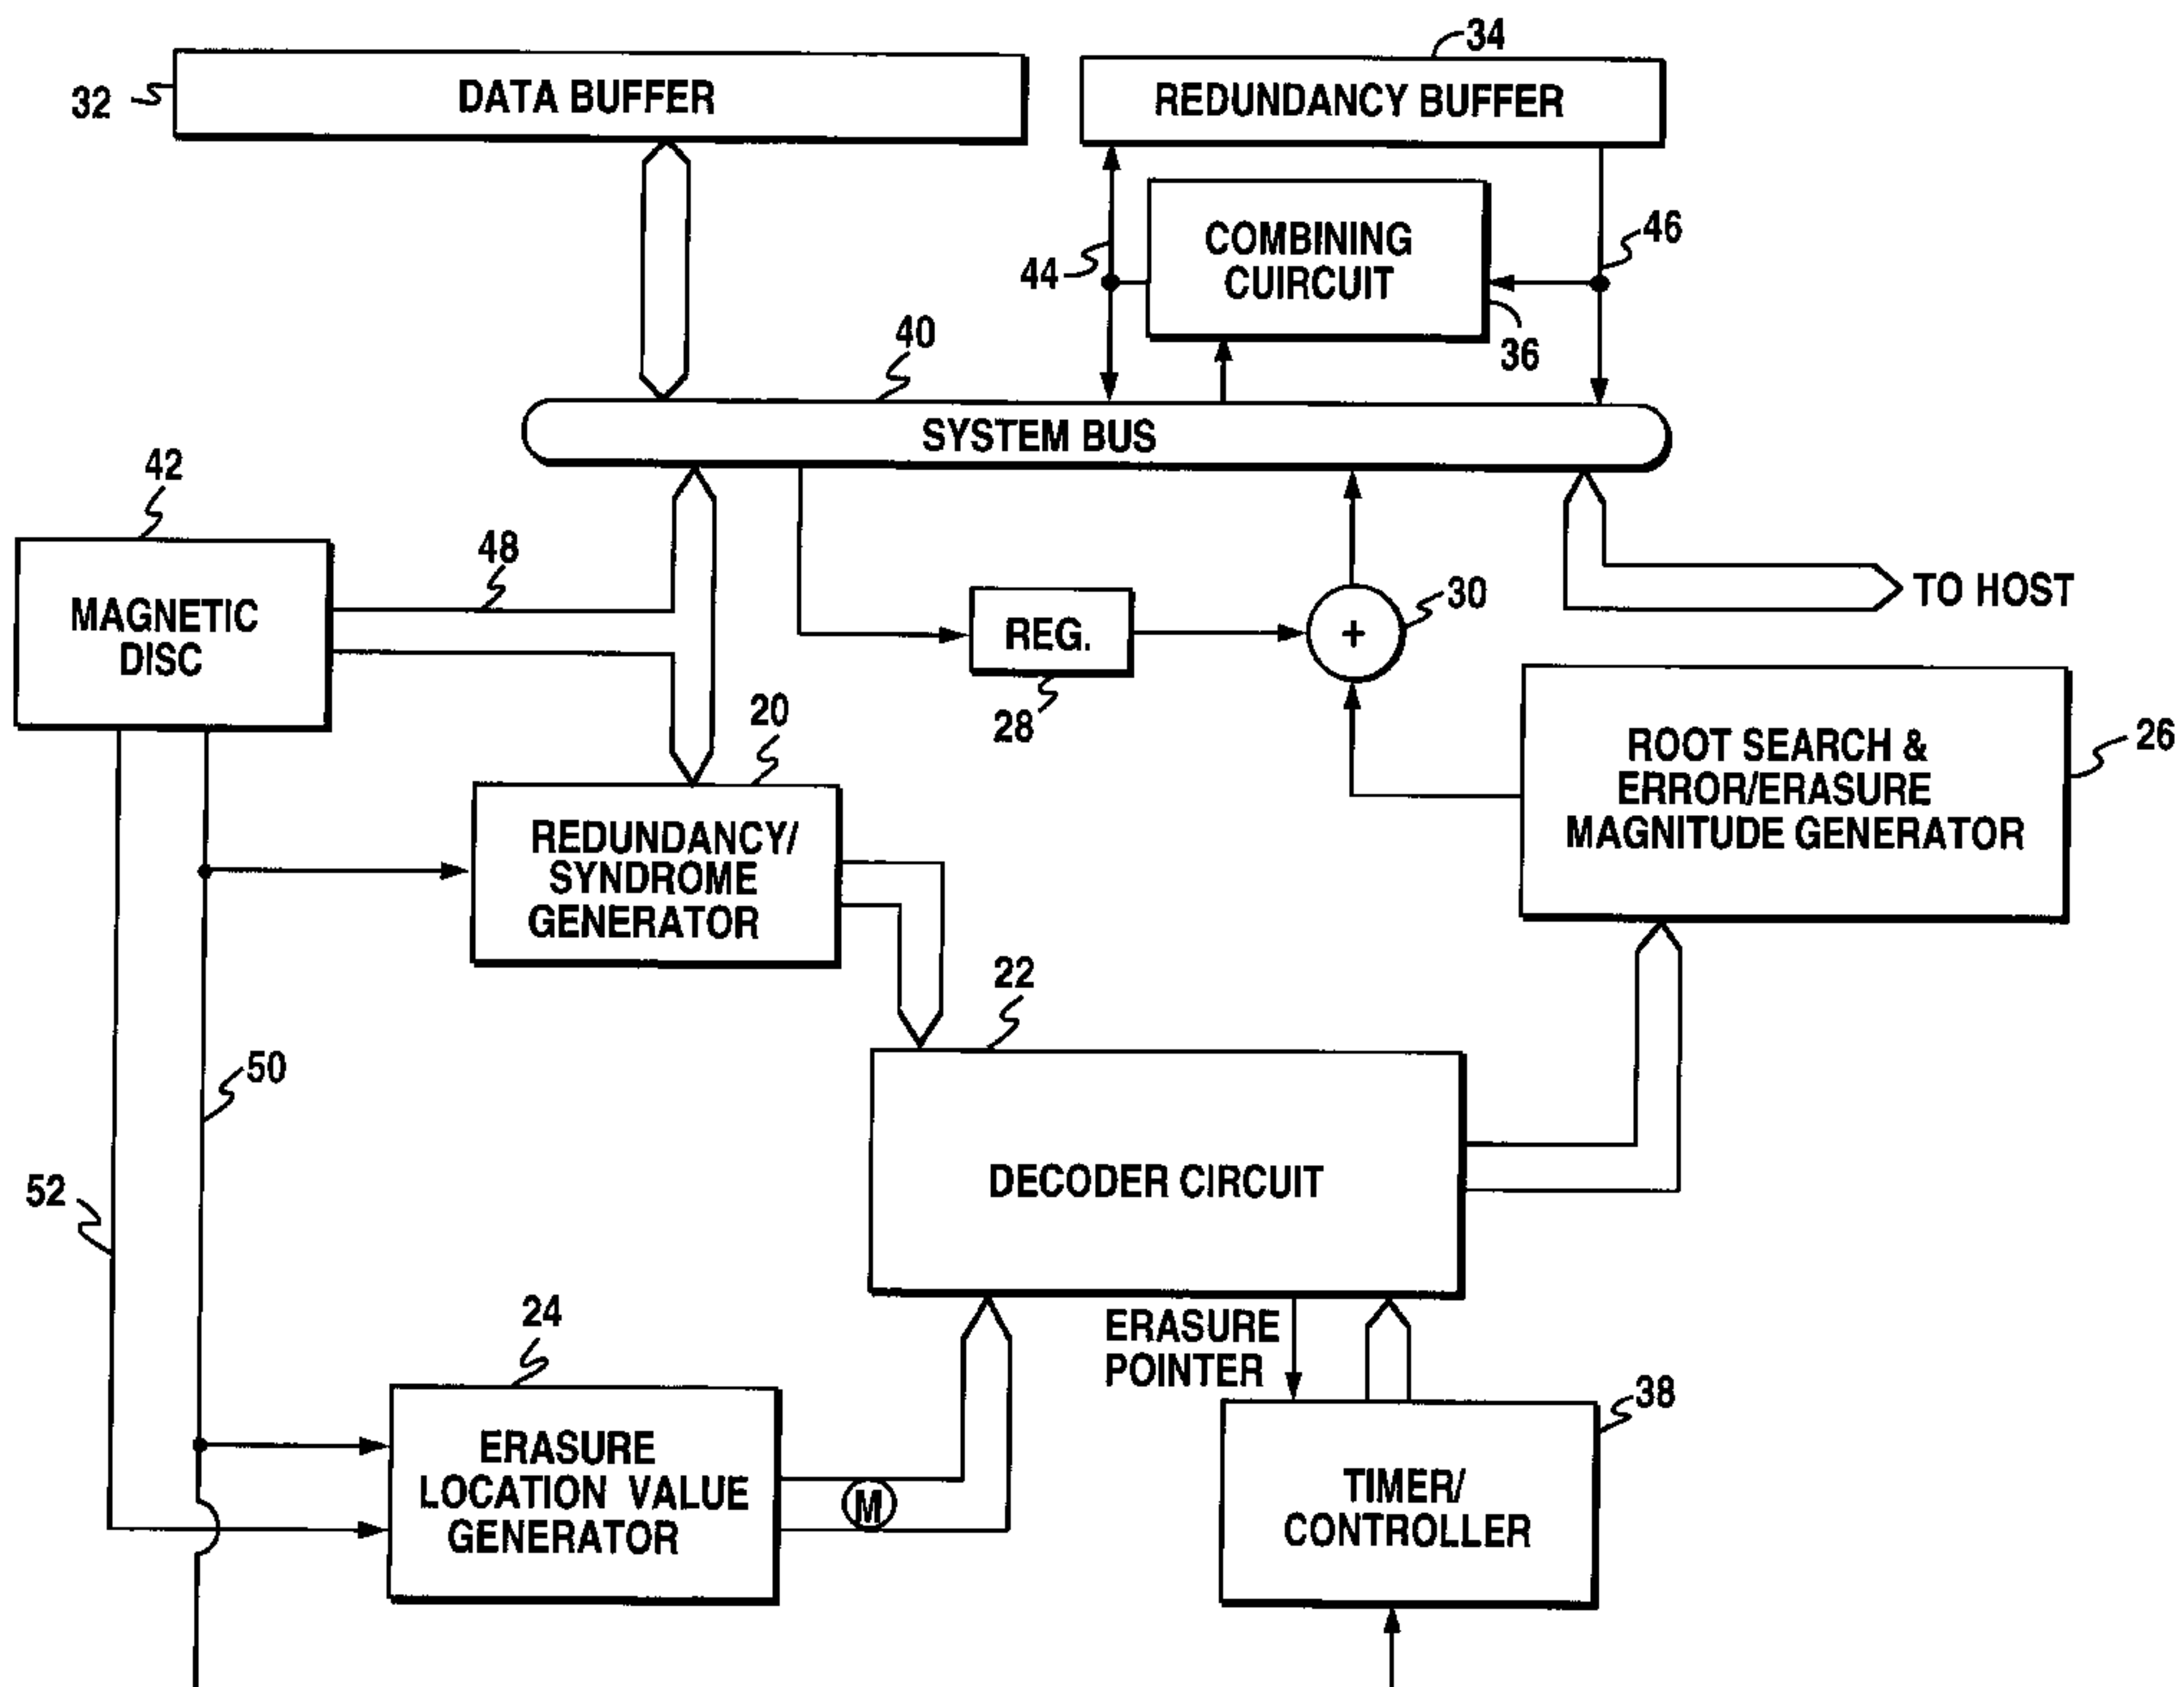 34
32
DATA BUFFER
REDUNDANCY BUFFER
COMBINING
CUIRCUIT
44
46
36
40
SYSTEM BUS
42
48
MAGNETIC
DISC
REG.
28
+
30
TO HOST
20
REDUNDANCY/
SYNDROME
GENERATOR
ROOT SEARCH &
ERROR/ERASURE
MAGNITUDE GENERATOR
26
22
50
52
DECODER CIRCUIT
ERASURE
POINTER
24
ERASURE
LOCATION VALUE
GENERATOR
M
38
TIMER/
CONTROLLER